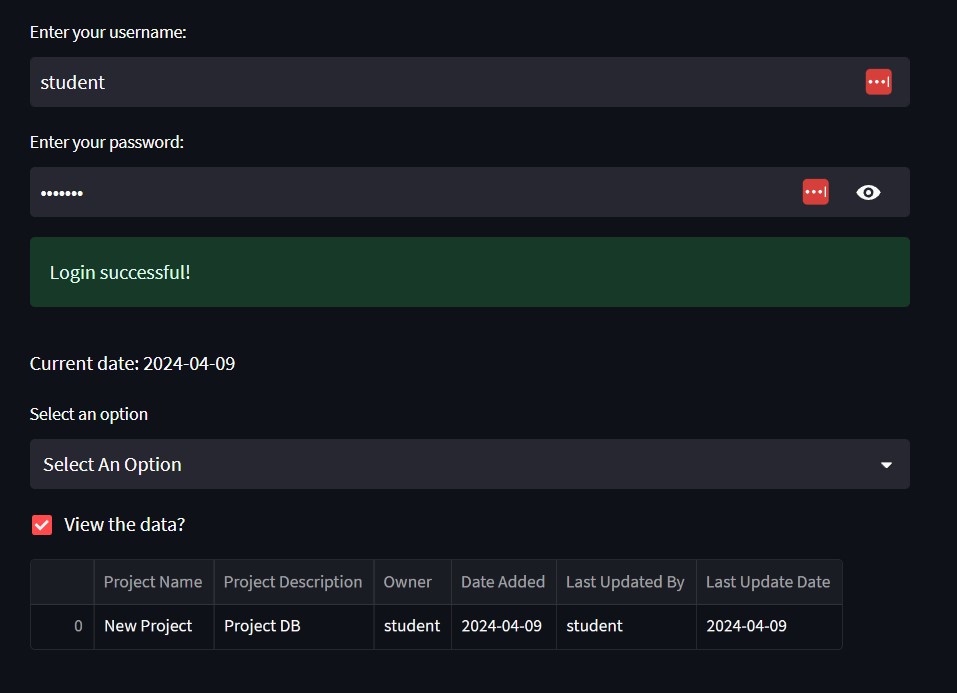 Enter your username:
student
Enter your password:
•••••••
Login successful!
Current date: 2024-04-09
Select an option
Select An Option
View the data?
Project Name Project Description Owner Date Added Last Updated By Last Update Date
0 New Project Project DB student 2024-04-09 student 2024-04-09